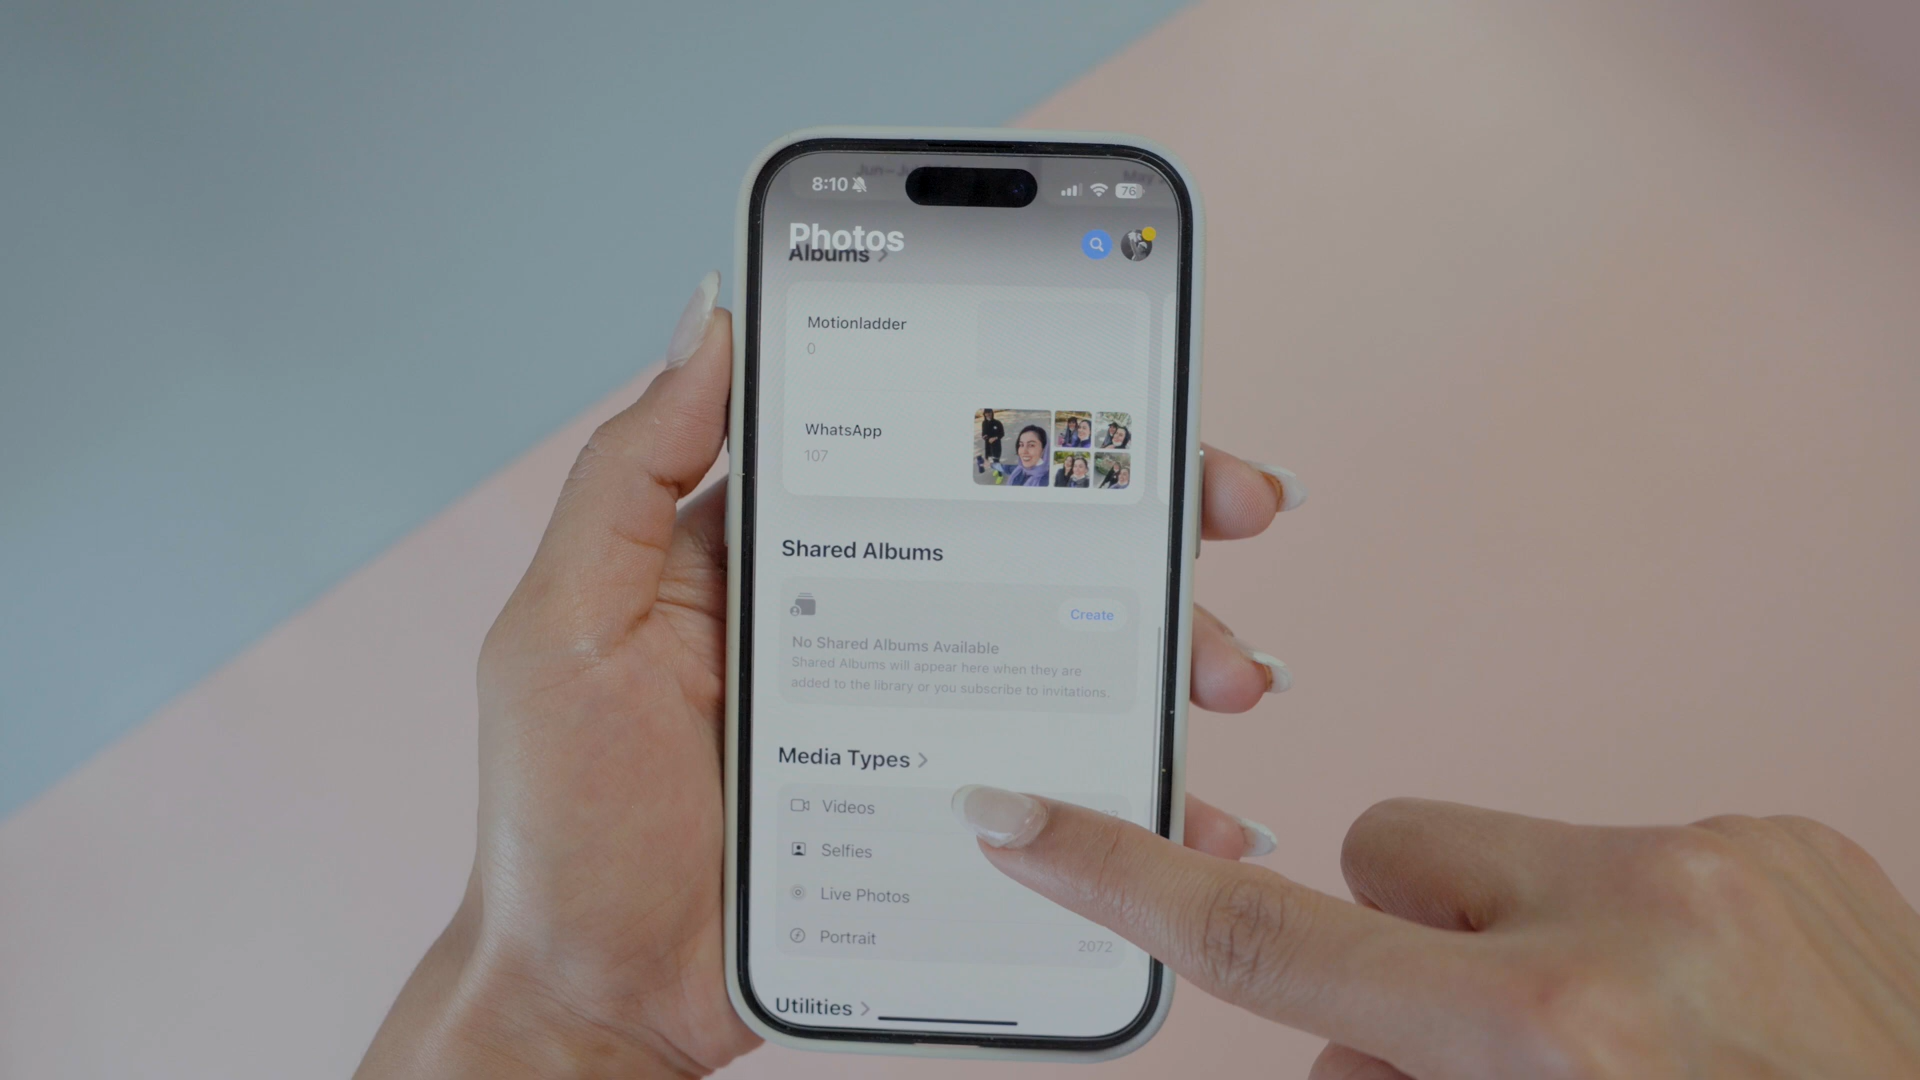 8:10
76
Photos
Albums
Motionladder
0
WhatsApp
107
Shared Albums
Create
No Shared Albums Available
Shared Albums will appear here when they are
added to the library or you subscribe to invitations.
Media Types
Videos
Selfies
Live Photos
Portrait
2072
Utilities